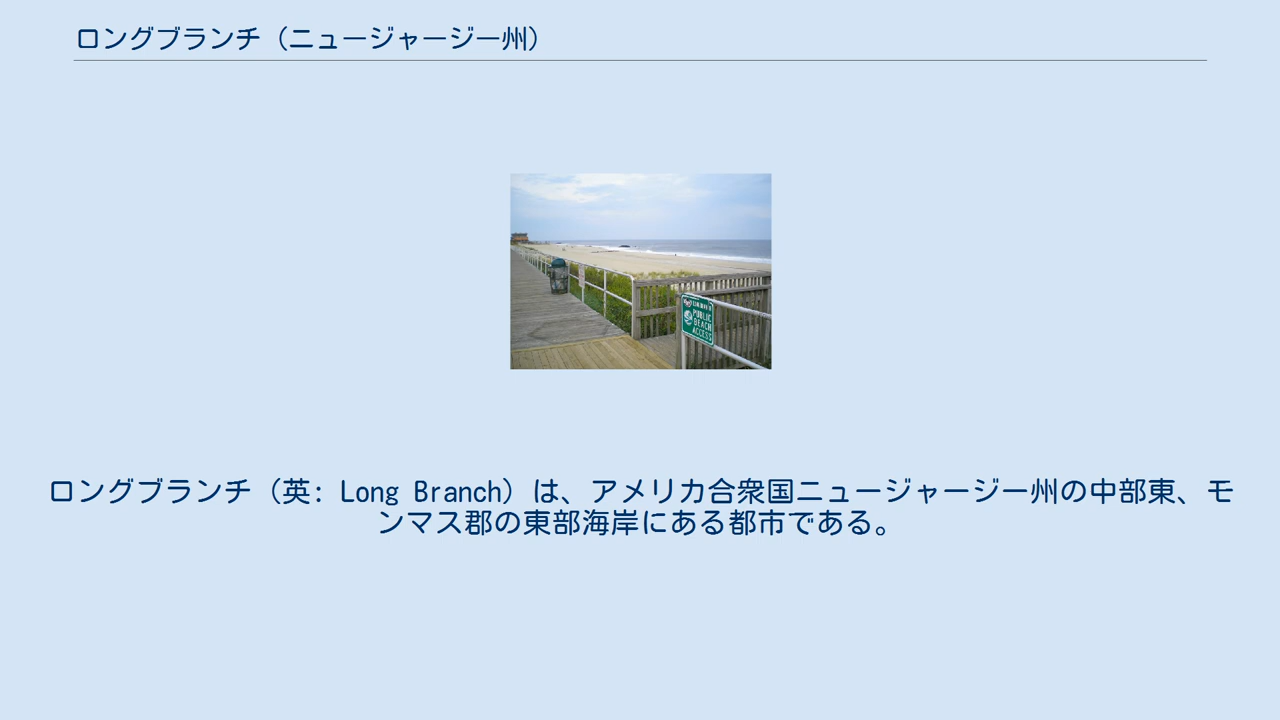 ロングブランチ（ニュージャージー州）
PUBLIC
BEACH
ACCESS
ロングブランチ（英: Long Branch）は、アメリカ合衆国ニュージャージー州の中部東、モ
ンマス郡の東部海岸にある都市である。